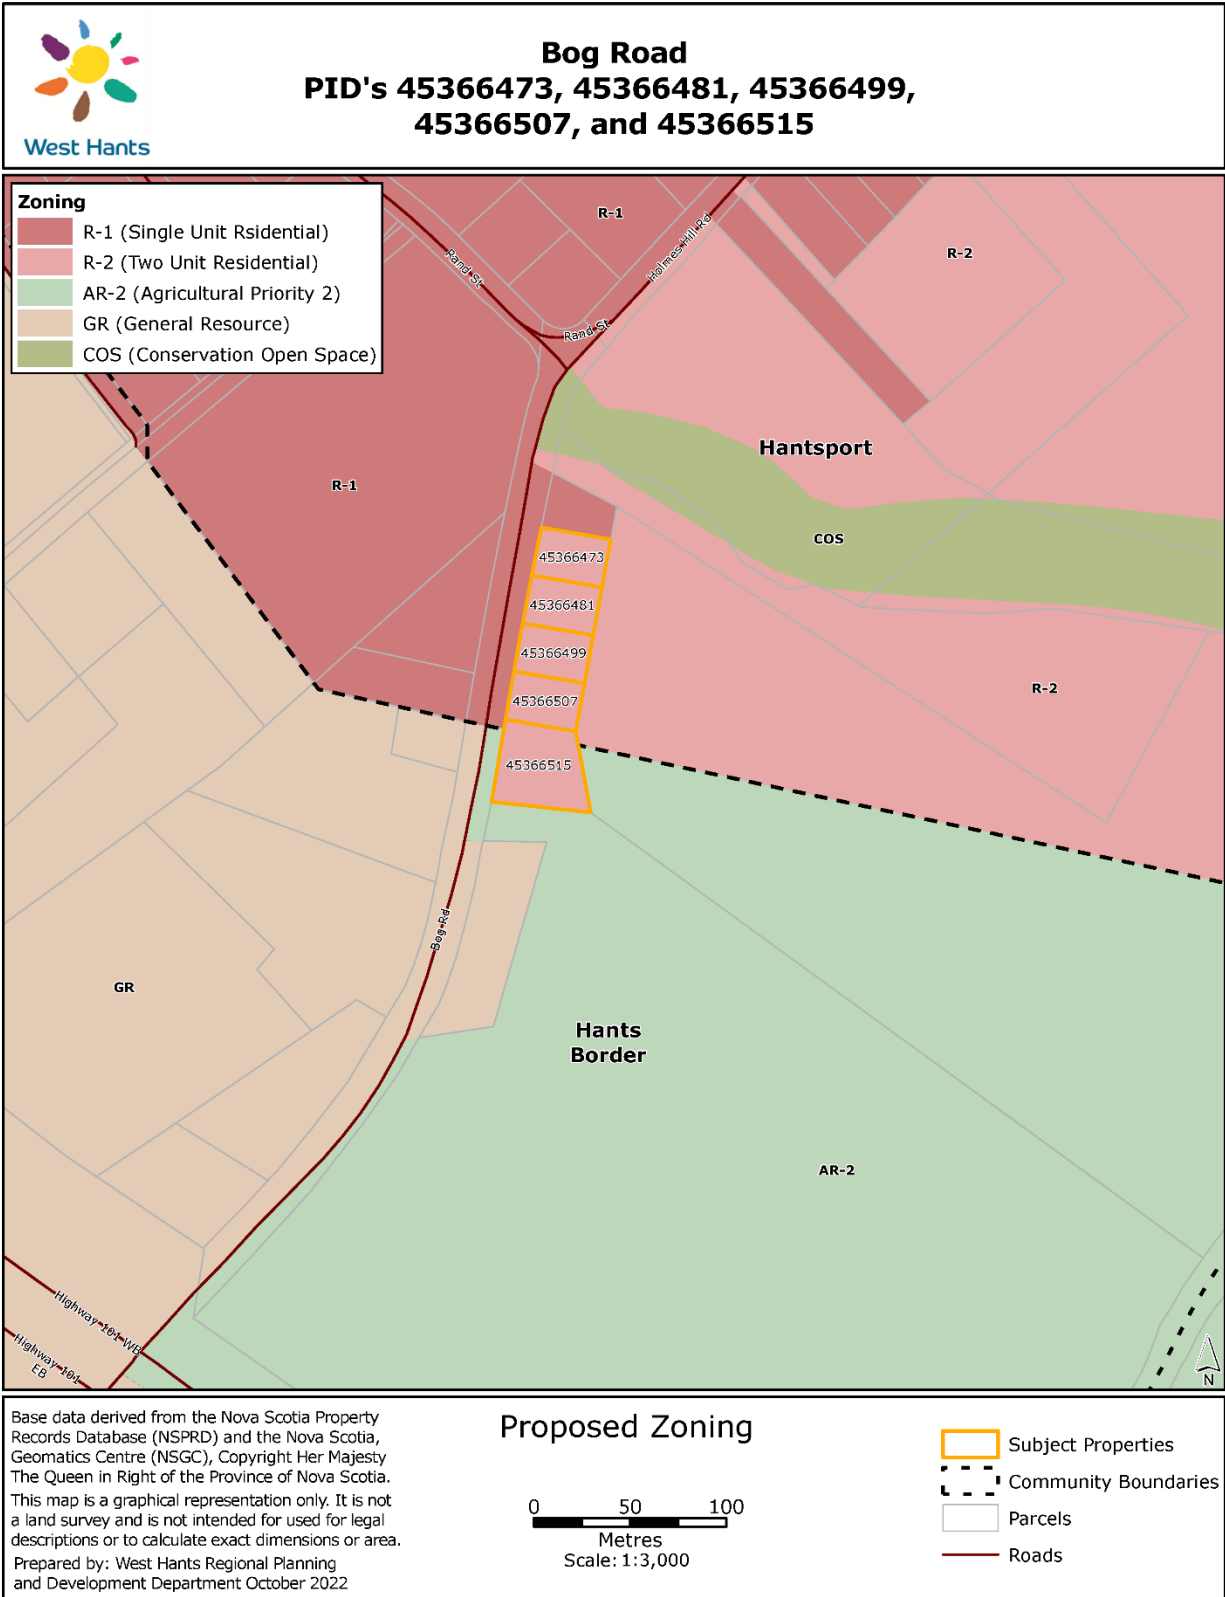 West Hants
Bog Road
PID's 45366473, 45366481, 45366499,
45366507, and 45366515
Zoning
R-1 (Single Unit Rsidential)
R-2 (Two Unit Residential)
AR-2 (Agricultural Priority 2)
GR (General Resource)
COS (Conservation Open Space)
R-1
Rand St
Holmes Hill Rd
R-2
Rand St
Hantsport
R-1
COS
45366473
45366481
45366499
R-2
45366507
45366515
Bog Rd
GR
Hants
Border
AR-2
Highway 101 WB
Highway 101
EB
N
Base data derived from the Nova Scotia Property
Records Database (NSPRD) and the Nova Scotia,
Geomatics Centre (NSGC), Copyright Her Majesty
The Queen in Right of the Province of Nova Scotia.
This map is a graphical representation only. It is not
a land survey and is not intended for used for legal
descriptions or to calculate exact dimensions or area.
Prepared by: West Hants Regional Planning
and Development Department October 2022
Proposed Zoning
0 50 100
Metres
Scale: 1:3,000
Subject Properties
Community Boundaries
Parcels
Roads